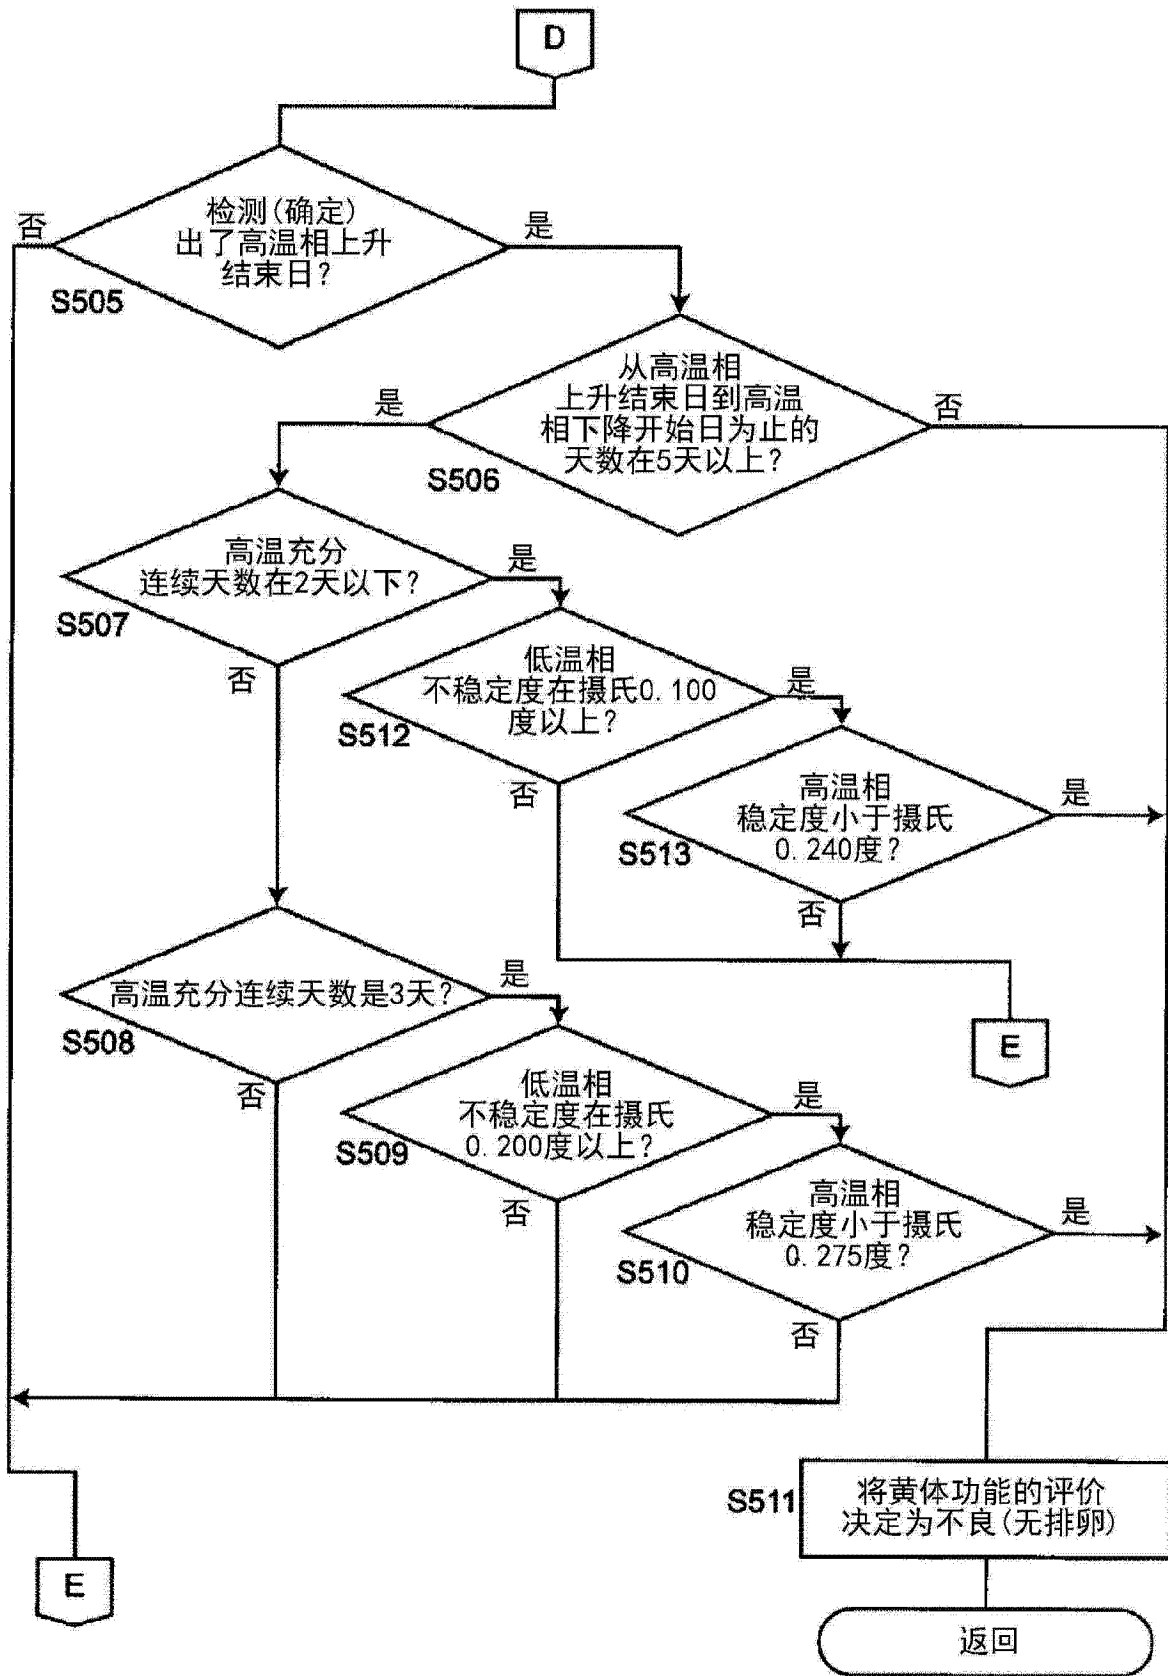 D
检测(确定)
出了高温相上升
结束日?
否
是
S505
从高温相
上升结束日到高温
相下降开始日为止的
天数在5天以上?
是
否
S506
高温充分
连续天数在2天以下?
是
S507
否
低温相
不稳定度在摄氏0.100
度以上?
是
S512
否
高温相
稳定度小于摄氏
0.240度?
是
S513
否
高温充分连续天数是3天?
是
S508
否
E
低温相
不稳定度在摄氏
0.200度以上?
是
S509
否
高温相
稳定度小于摄氏
0.275度?
是
S510
否
S511
将黄体功能的评价
决定为不良(无排卵)
E
返回